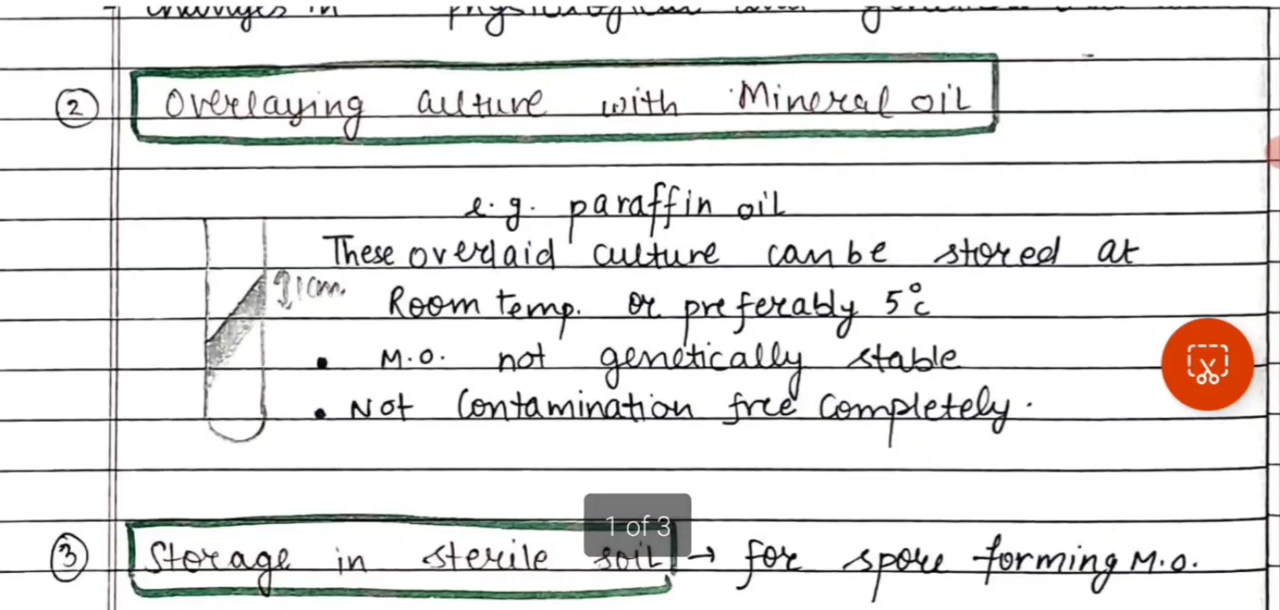 ② Overlaying culture with Mineral oil
e.g. paraffin oil
These overlaid culture can be stored at
1 cm.
Room temp. or preferably 5°c
• M.O. not genetically stable
• Not Contamination free Completely.
1 of 3
③ Storage in sterile soil → for spore forming M.O.